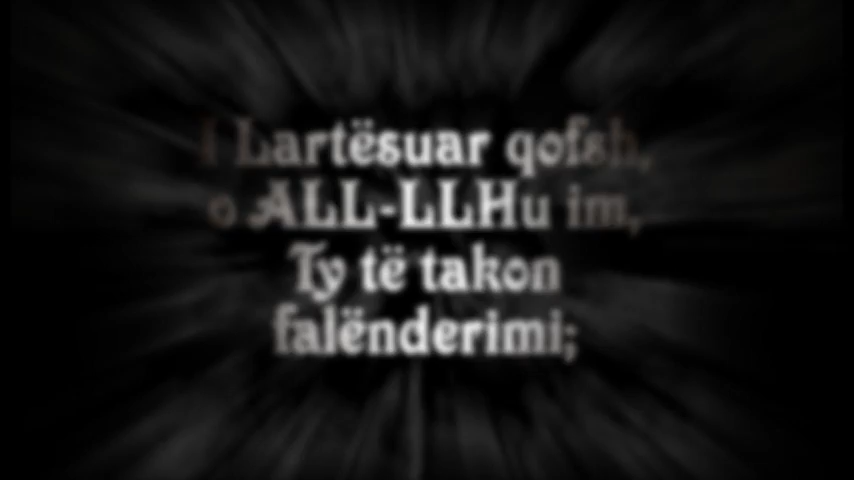 I Lartësuar qofsh,
o ALL-LLHu im,
Ty të takon
falënderimi;